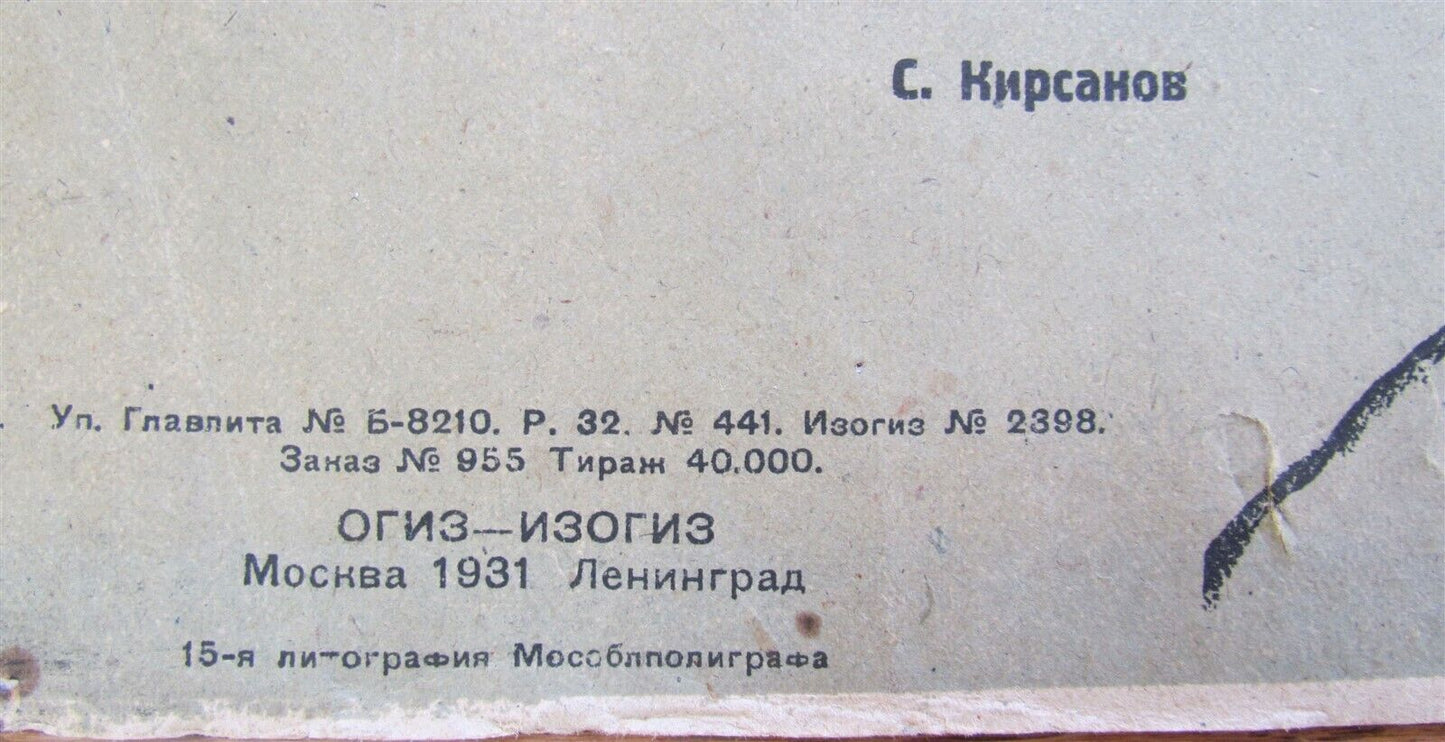 С. Кирсанов
Уп. Главлита № Б-8210. Р. 32. № 441. Изогиз № 2398.
Заказ № 955 Тираж 40.000.
ОГИЗ—ИЗОГИЗ
Москва 1931 Ленинград
15-я литография Мособлполиграфа